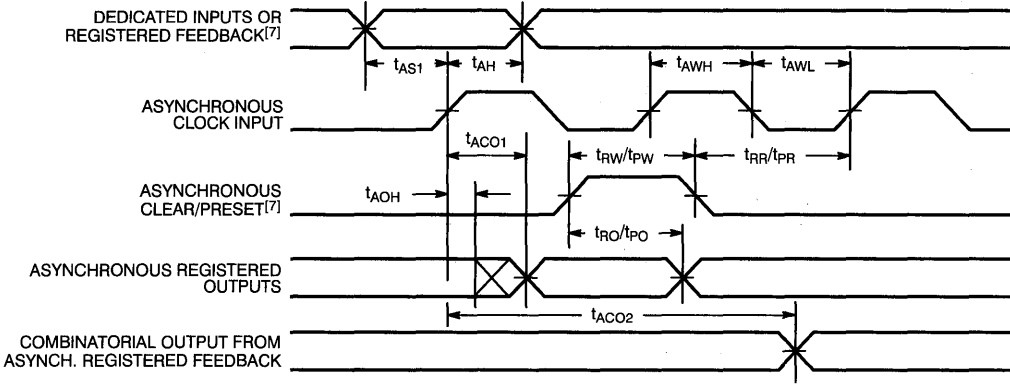 DEDICATED INPUTS OR
REGISTERED FEEDBACK[7]
tAS1
tAH
tAWH
tAWL
ASYNCHRONOUS
CLOCK INPUT
tACO1
tRW/tPW
tRR/tPR
tAOH
ASYNCHRONOUS
CLEAR/PRESET[7]
tRO/tPO
ASYNCHRONOUS REGISTERED
OUTPUTS
tACO2
COMBINATORIAL OUTPUT FROM
ASYNCH. REGISTERED FEEDBACK